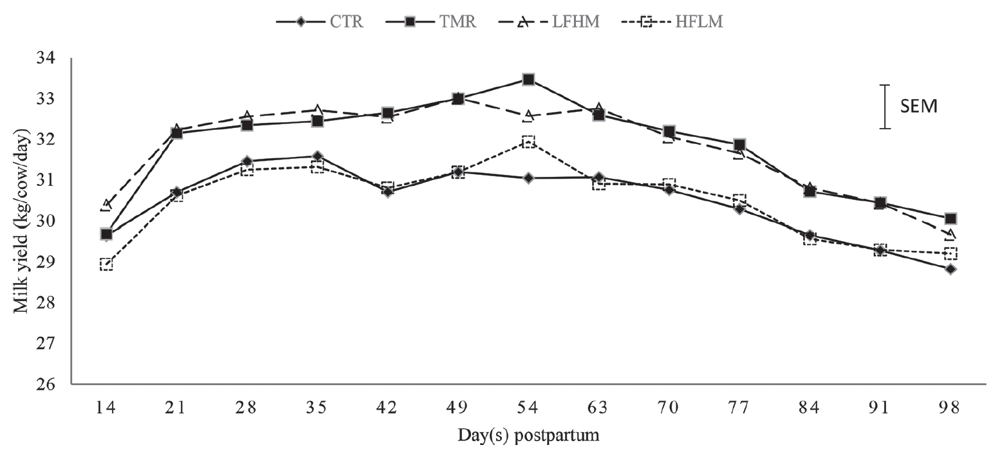 CTR TMR LFHM HFLM
34
33
32
31
30
29
28
27
26
Milk yield (kg/cow/day)
SEM
14 21 28 35 42 49 54 63 70 77 84 91 98
Day(s) postpartum